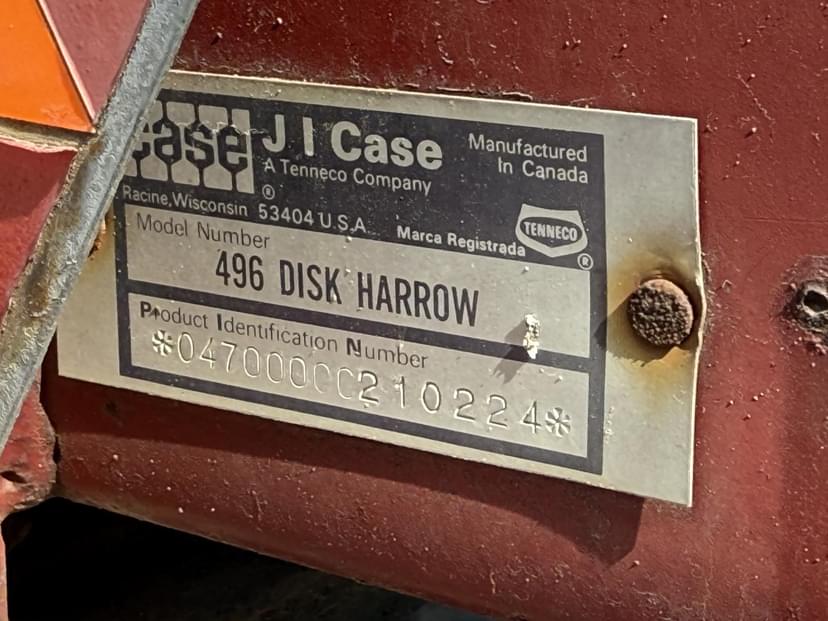 case
J I Case
A Tenneco Company
Manufactured
In Canada
®
Racine, Wisconsin 53404 U.S.A
Marca Registrada
TENNECO
®
Model Number
496 DISK HARROW
Product Identification Number
*0470000C210224*